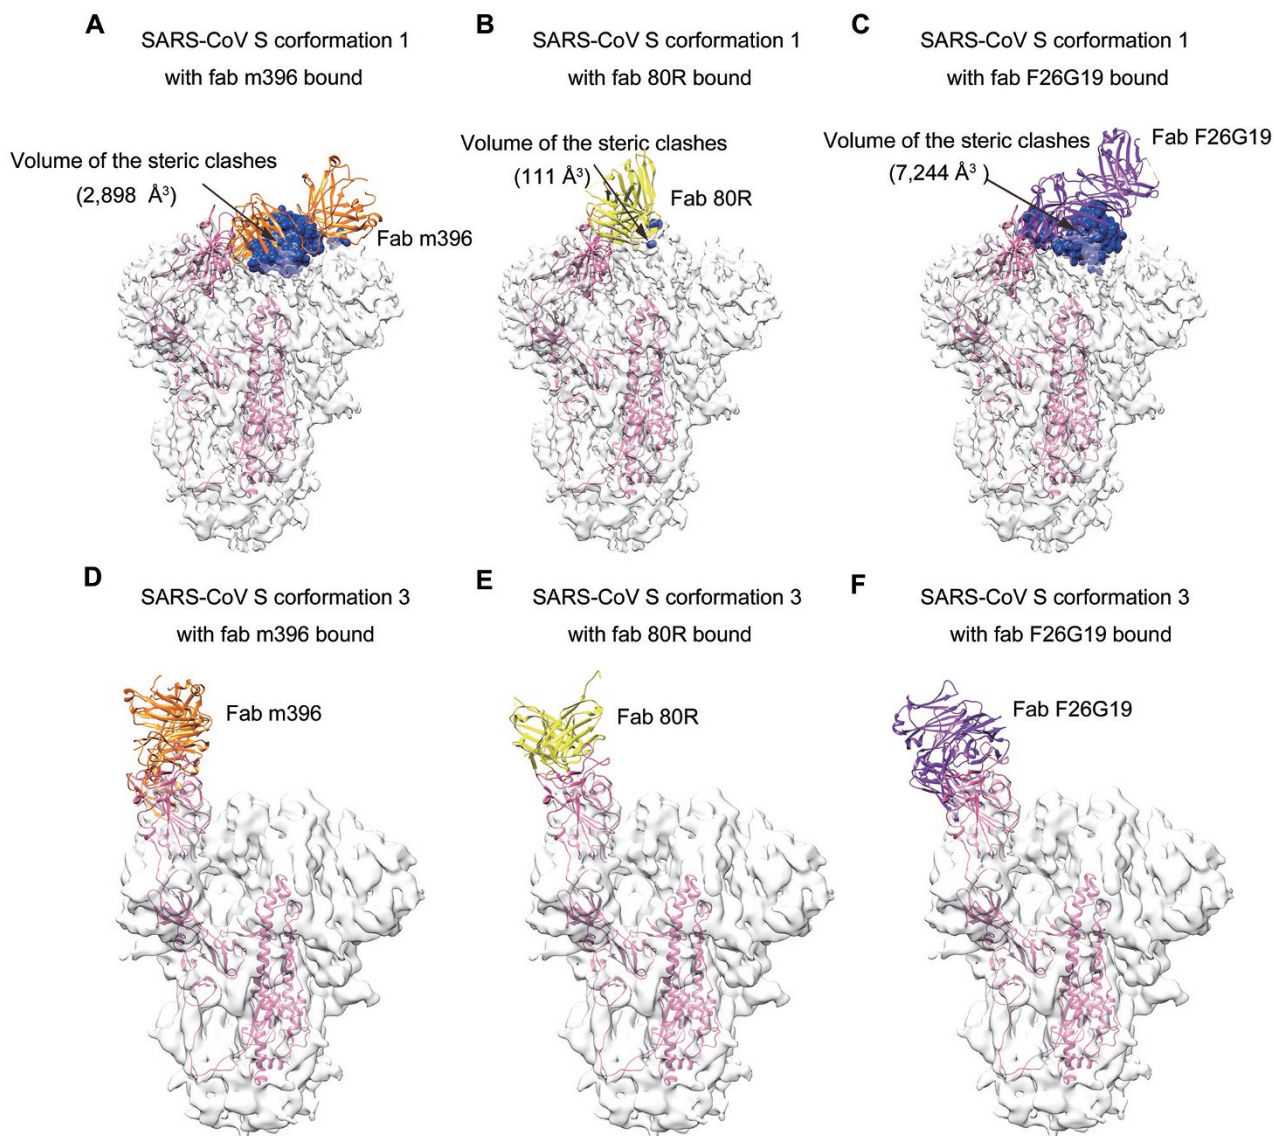 A
SARS-CoV S corformation 1
with fab m396 bound
Volume of the steric clashes
(2,898 Å³)
Fab m396
B
SARS-CoV S corformation 1
with fab 80R bound
Volume of the steric clashes
(111 Å³)
Fab 80R
C
SARS-CoV S corformation 1
with fab F26G19 bound
Volume of the steric clashes
(7,244 Å³ )
Fab F26G19
D
SARS-CoV S corformation 3
with fab m396 bound
Fab m396
E
SARS-CoV S corformation 3
with fab 80R bound
Fab 80R
F
SARS-CoV S corformation 3
with fab F26G19 bound
Fab F26G19